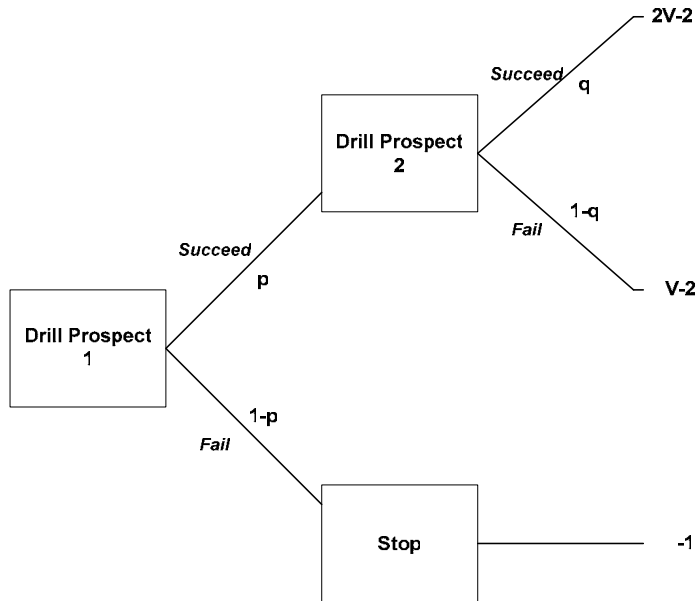 2V-2
Succeed
q
Drill Prospect
2
1-q
Fail
Succeed
p
V-2
Drill Prospect
1
1-p
Fail
Stop
-1